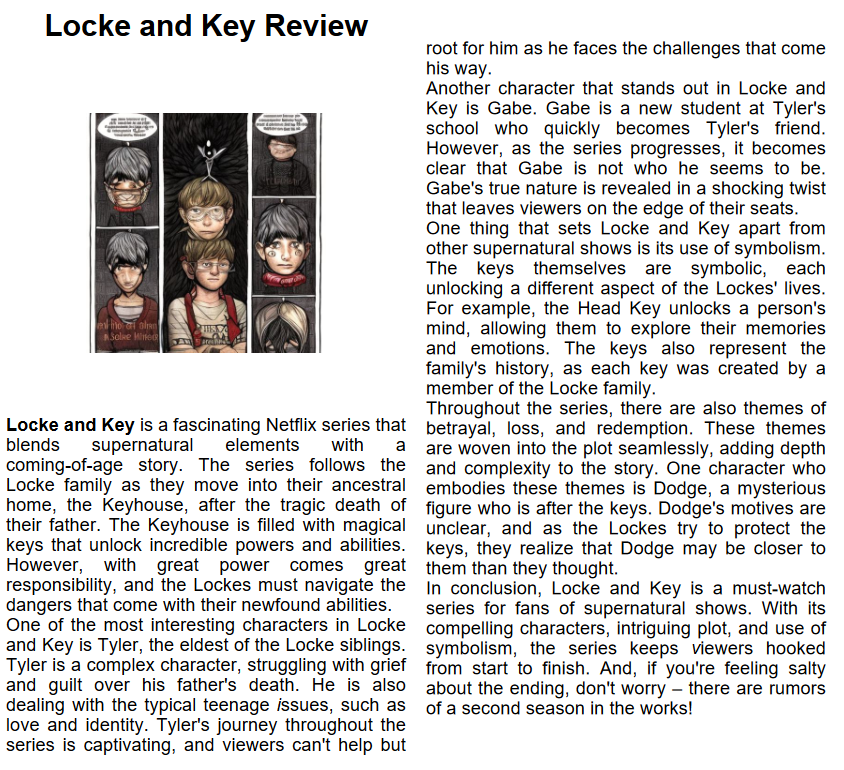 Locke and Key Review
Locke and Key is a fascinating Netflix series that
blends supernatural elements with a
coming-of-age story. The series follows the
Locke family as they move into their ancestral
home, the Keyhouse, after the tragic death of
their father. The Keyhouse is filled with magical
keys that unlock incredible powers and abilities.
However, with great power comes great
responsibility, and the Lockes must navigate the
dangers that come with their newfound abilities.
One of the most interesting characters in Locke
and Key is Tyler, the eldest of the Locke siblings.
Tyler is a complex character, struggling with grief
and guilt over his father's death. He is also
dealing with the typical teenage issues, such as
love and identity. Tyler's journey throughout the
series is captivating, and viewers can't help but
root for him as he faces the challenges that come
his way.
Another character that stands out in Locke and
Key is Gabe. Gabe is a new student at Tyler's
school who quickly becomes Tyler's friend.
However, as the series progresses, it becomes
clear that Gabe is not who he seems to be.
Gabe's true nature is revealed in a shocking twist
that leaves viewers on the edge of their seats.
One thing that sets Locke and Key apart from
other supernatural shows is its use of symbolism.
The keys themselves are symbolic, each
unlocking a different aspect of the Lockes' lives.
For example, the Head Key unlocks a person's
mind, allowing them to explore their memories
and emotions. The keys also represent the
family's history, as each key was created by a
member of the Locke family.
Throughout the series, there are also themes of
betrayal, loss, and redemption. These themes
are woven into the plot seamlessly, adding depth
and complexity to the story. One character who
embodies these themes is Dodge, a mysterious
figure who is after the keys. Dodge's motives are
unclear, and as the Lockes try to protect the
keys, they realize that Dodge may be closer to
them than they thought.
In conclusion, Locke and Key is a must-watch
series for fans of supernatural shows. With its
compelling characters, intriguing plot, and use of
symbolism, the series keeps viewers hooked
from start to finish. And, if you're feeling salty
about the ending, don't worry – there are rumors
of a second season in the works!